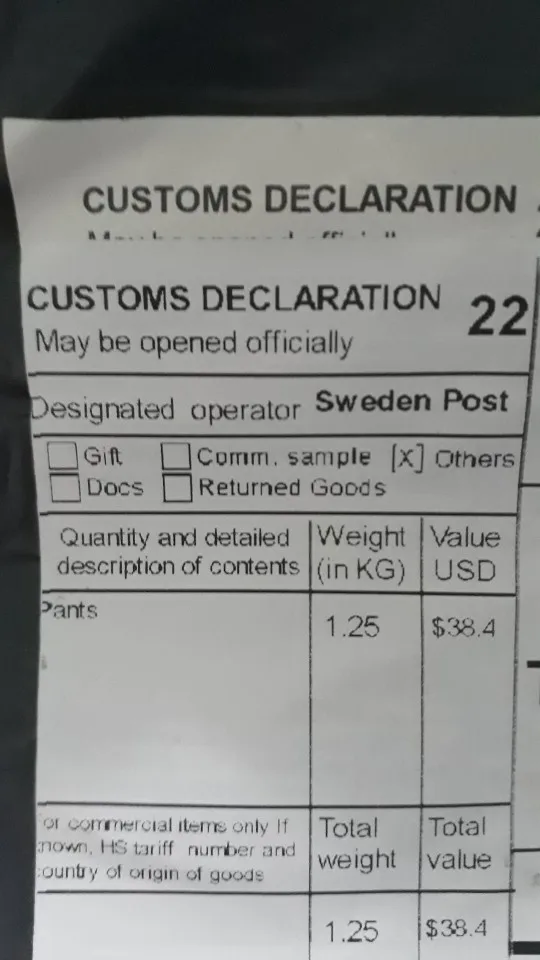 CUSTOMS DECLARATION
CUSTOMS DECLARATION 22
May be opened officially
Designated operator Sweden Post
Gift Comm. sample [X] Others
Docs Returned Goods
Quantity and detailed Weight Value
description of contents (in KG) USD
Pants
1.25 $38.4
or commercial items only If Total Total
nown, HS tariff number and
weight value
ountry of origin of goods
1.25 $38.4